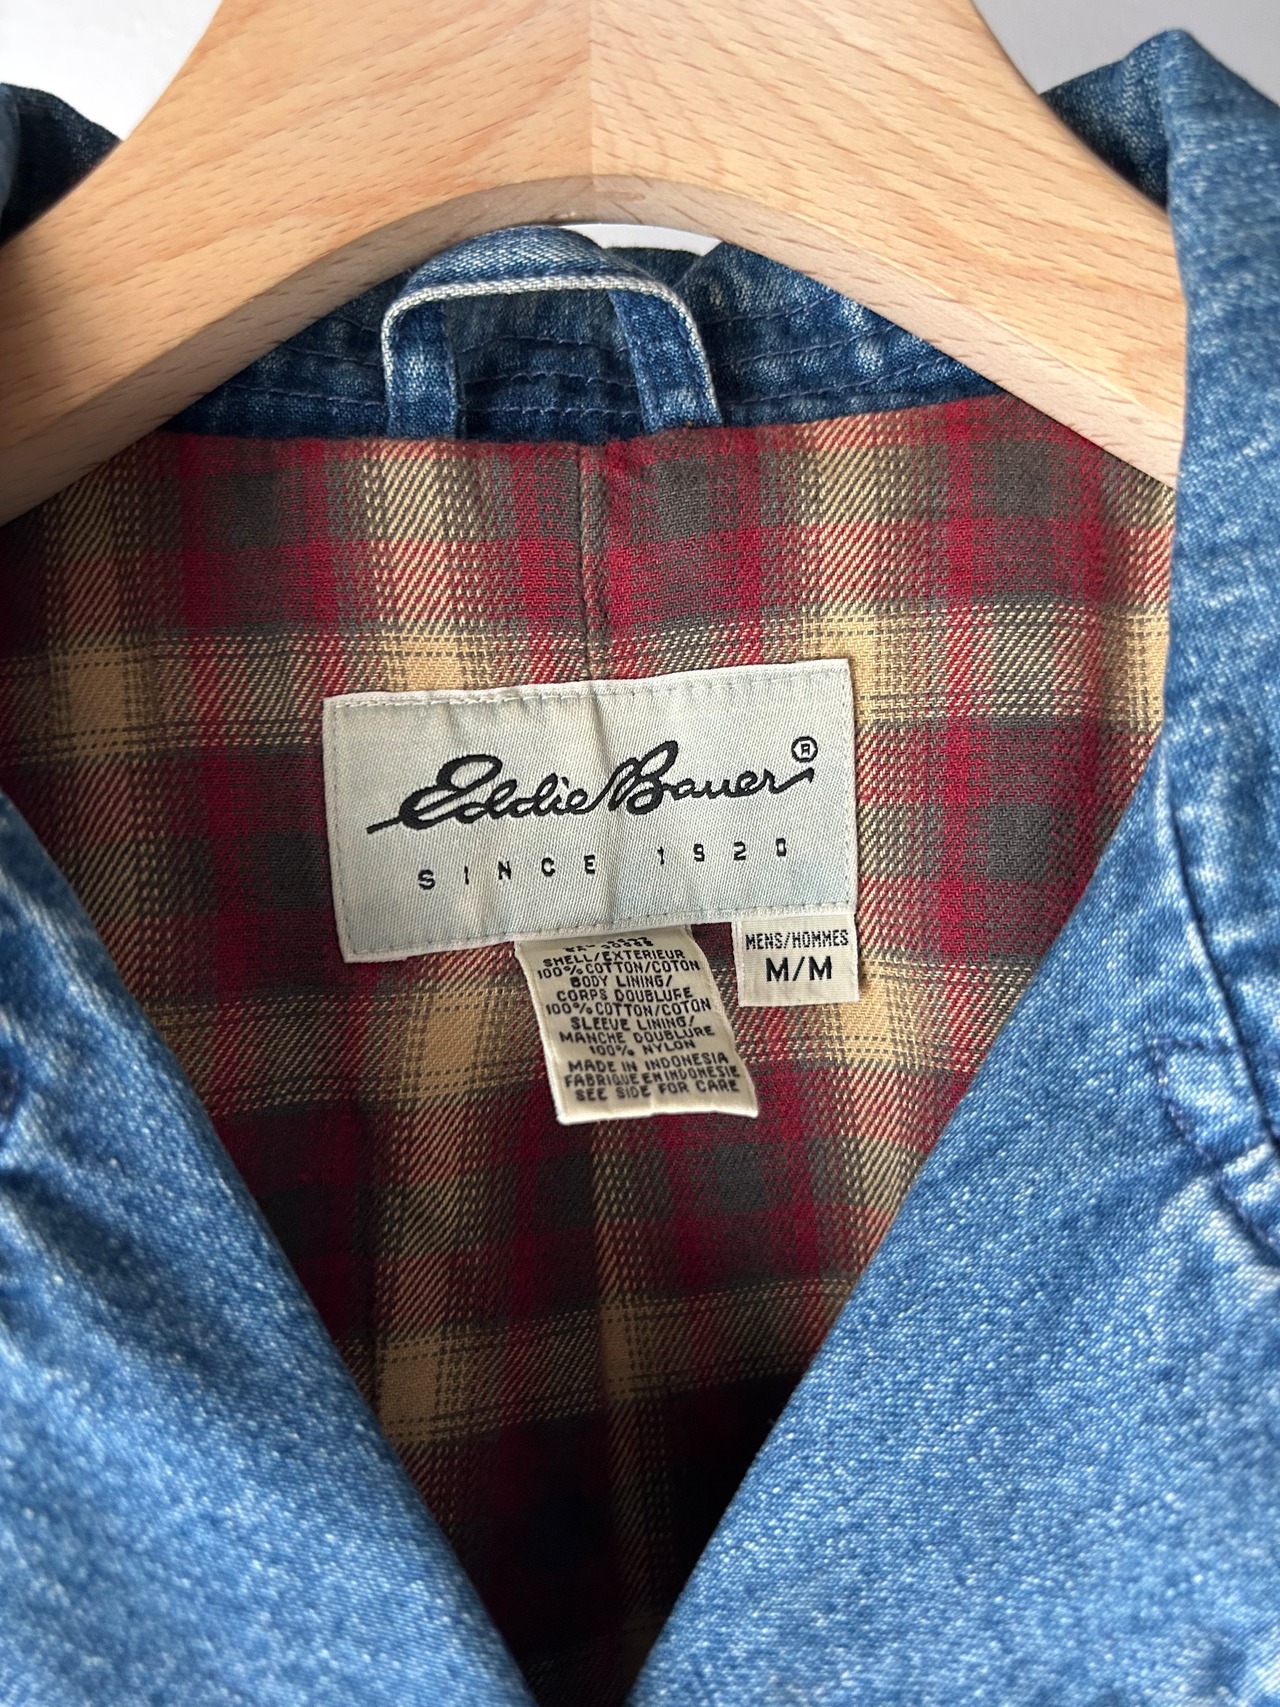 Eddie Bauer®
SINCE 1920
MENS/HOMMES
M/M
SHELL/EXTERIEUR
100% COTTON/COTON
BODY LINING/
CORPS DOUBLURE
100% COTTON/COTON
SLEEVE LINING/
MANCHE DOUBLURE
100% NYLON
MADE IN INDONESIA
FABRIQUE EN INDONESIE
SEE SIDE FOR CARE